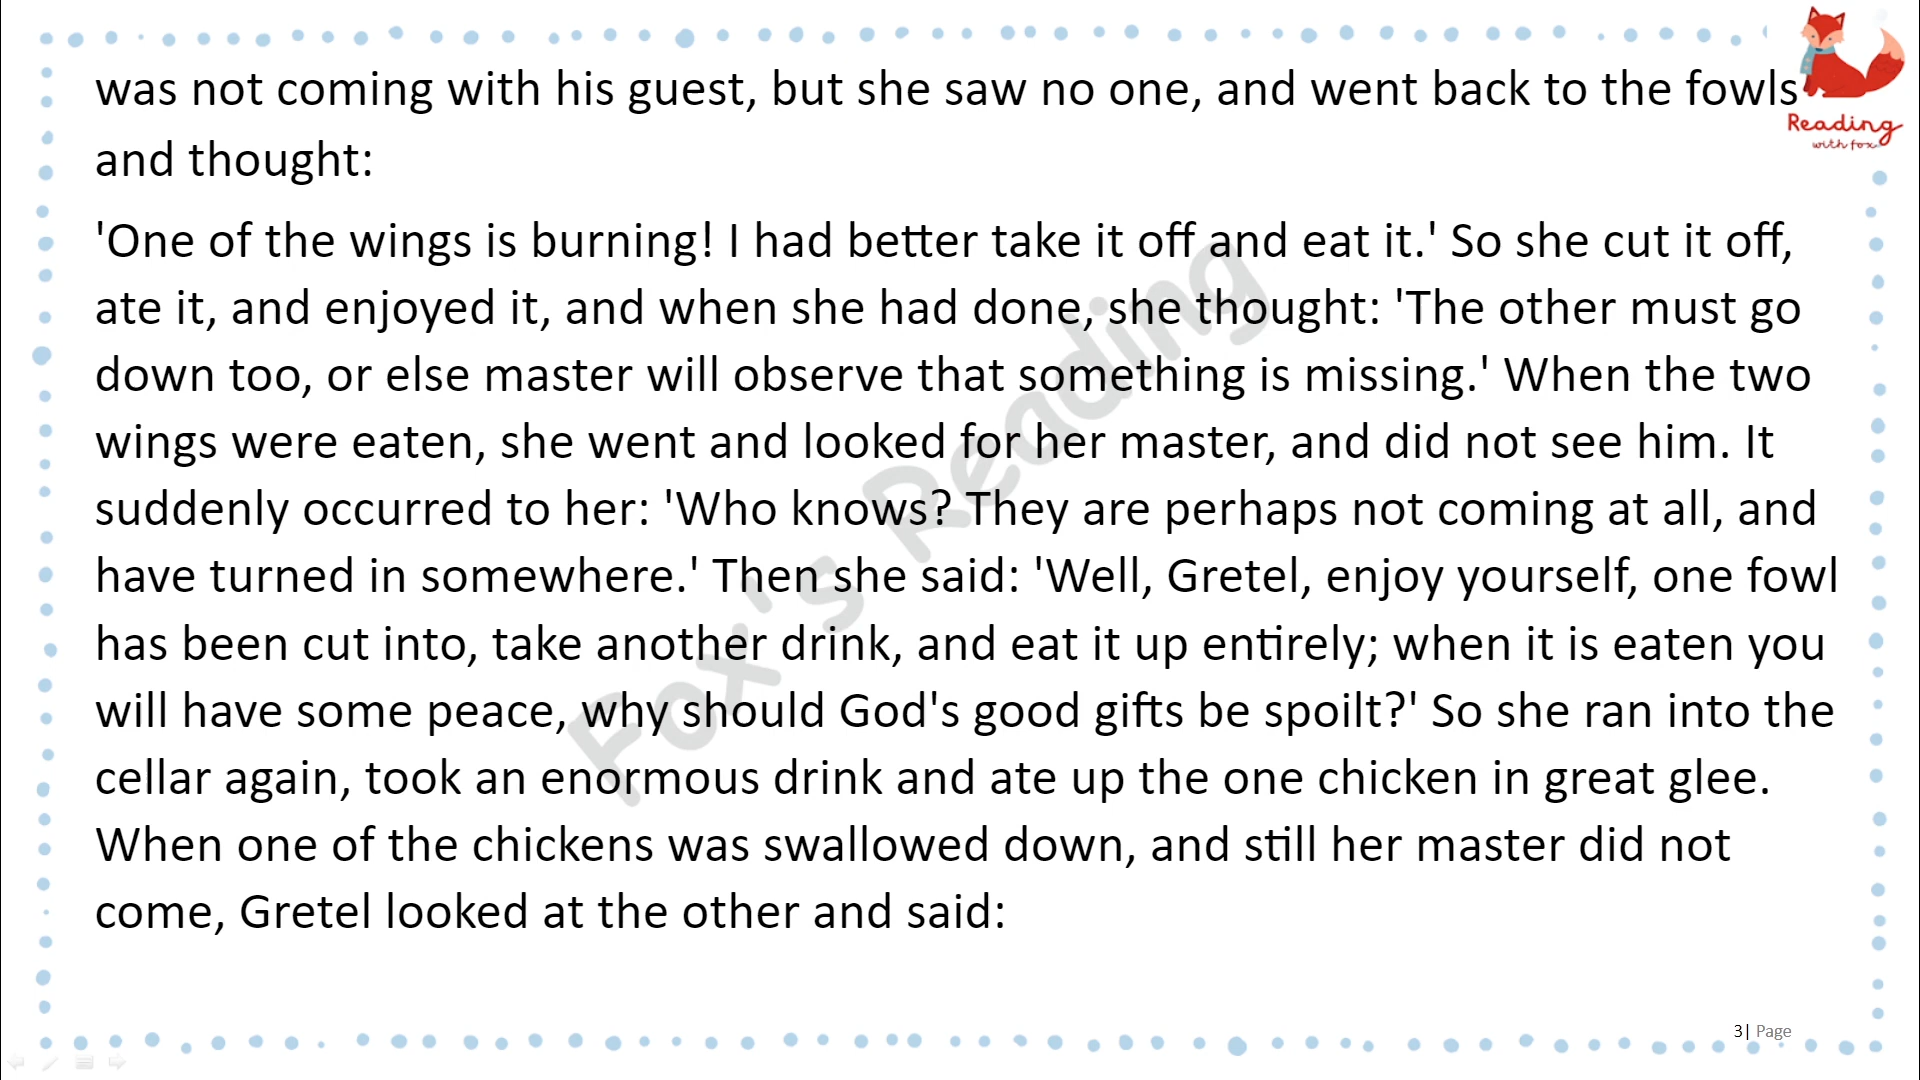 was not coming with his guest, but she saw no one, and went back to the fowls
and thought:
'One of the wings is burning! I had better take it off and eat it.' So she cut it off,
ate it, and enjoyed it, and when she had done, she thought: 'The other must go
down too, or else master will observe that something is missing.' When the two
wings were eaten, she went and looked for her master, and did not see him. It
suddenly occurred to her: 'Who knows? They are perhaps not coming at all, and
have turned in somewhere.' Then she said: 'Well, Gretel, enjoy yourself, one fowl
has been cut into, take another drink, and eat it up entirely; when it is eaten you
will have some peace, why should God's good gifts be spoilt?' So she ran into the
cellar again, took an enormous drink and ate up the one chicken in great glee.
When one of the chickens was swallowed down, and still her master did not
come, Gretel looked at the other and said:
Reading
with fox
Fox's Reading
3| Page